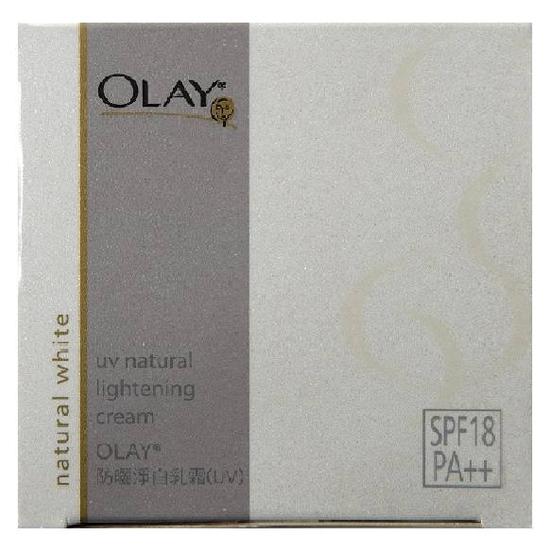 OLAY®
natural white
uv natural
lightening
cream
OLAY®
防曬淨白乳霜(UV)
SPF18
PA++